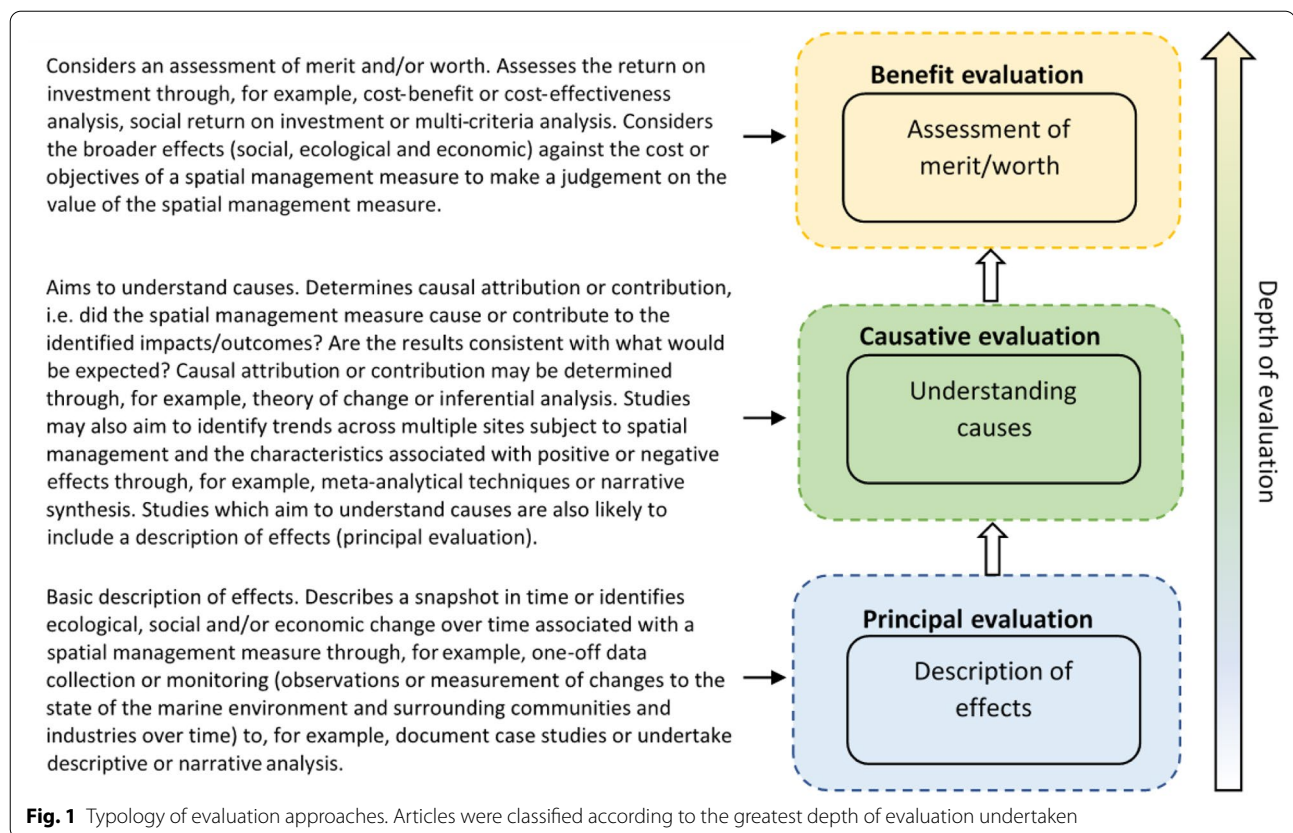 Considers an assessment of merit and/or worth. Assesses the return on
investment through, for example, cost-benefit or cost-effectiveness
analysis, social return on investment or multi-criteria analysis. Considers
the broader effects (social, ecological and economic) against the cost or
objectives of a spatial management measure to make a judgement on the
value of the spatial management measure.
Benefit evaluation
Assessment of
merit/worth
Aims to understand causes. Determines causal attribution or contribution,
i.e. did the spatial management measure cause or contribute to the
identified impacts/outcomes? Are the results consistent with what would
be expected? Causal attribution or contribution may be determined
through, for example, theory of change or inferential analysis. Studies
may also aim to identify trends across multiple sites subject to spatial
management and the characteristics associated with positive or negative
effects through, for example, meta-analytical techniques or narrative
synthesis. Studies which aim to understand causes are also likely to
include a description of effects (principal evaluation).
Causative evaluation
Understanding
causes
Basic description of effects. Describes a snapshot in time or identifies
ecological, social and/or economic change over time associated with a
spatial management measure through, for example, one-off data
collection or monitoring (observations or measurement of changes to the
state of the marine environment and surrounding communities and
industries over time) to, for example, document case studies or undertake
descriptive or narrative analysis.
Principal evaluation
Description of
effects
Depth of evaluation
Fig. 1 Typology of evaluation approaches. Articles were classified according to the greatest depth of evaluation undertaken